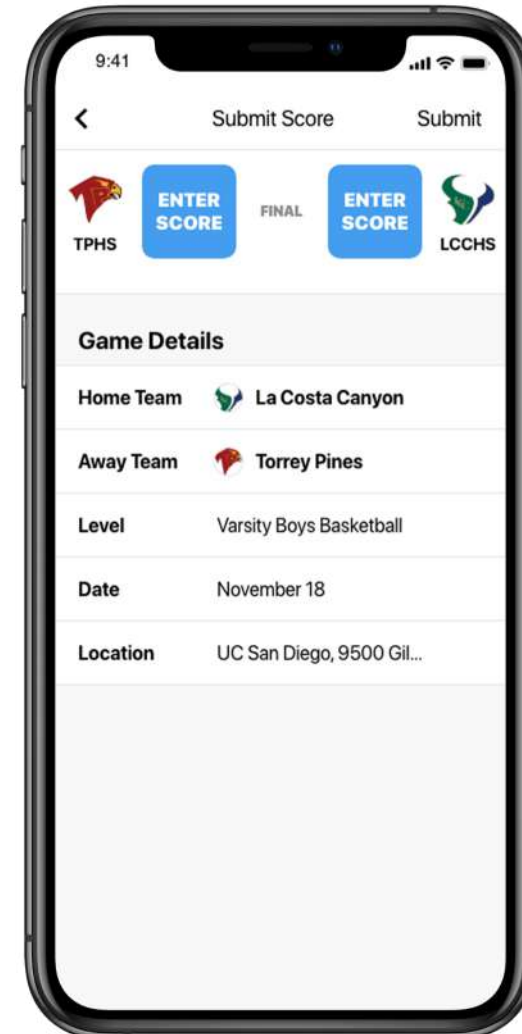 9:41
Submit Score
Submit
TPHS
ENTER
SCORE
FINAL
ENTER
SCORE
LCCHS
Game Details
Home Team La Costa Canyon
Away Team Torrey Pines
Level Varsity Boys Basketball
Date November 18
Location UC San Diego, 9500 Gil...